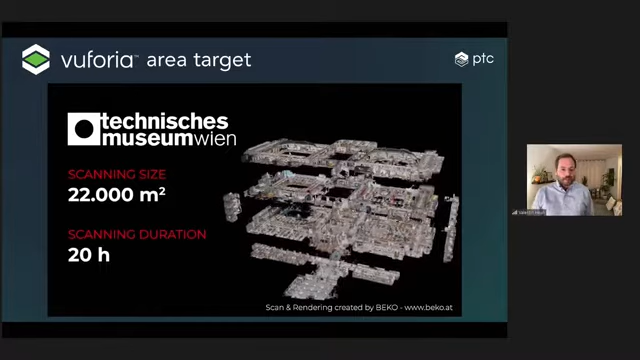 vuforia™ area target
ptc
technisches
museumwien
SCANNING SIZE
22.000 m²
SCANNING DURATION
20 h
Scan & Rendering created by BEKO - www.beko.at